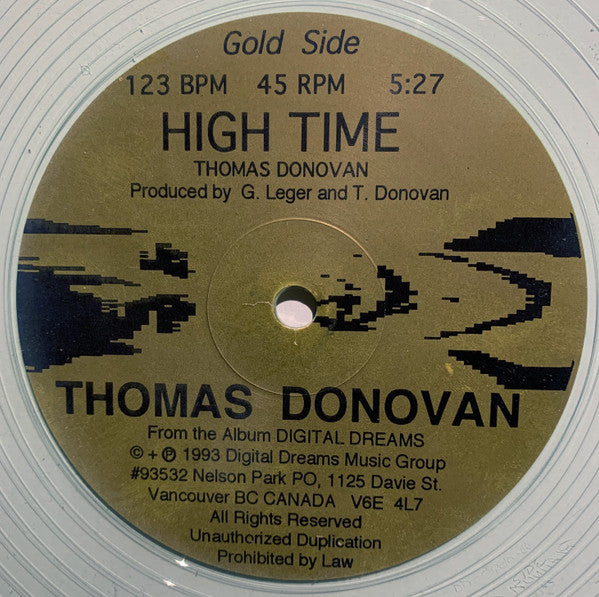 Gold Side
123 BPM 45 RPM 5:27
HIGH TIME
THOMAS DONOVAN
Produced by G. Leger and T. Donovan
THOMAS DONOVAN
From the Album DIGITAL DREAMS
© + ℗ 1993 Digital Dreams Music Group
#93532 Nelson Park PO, 1125 Davie St.
Vancouver BC CANADA V6E 4L7
All Rights Reserved
Unauthorized Duplication
Prohibited by Law